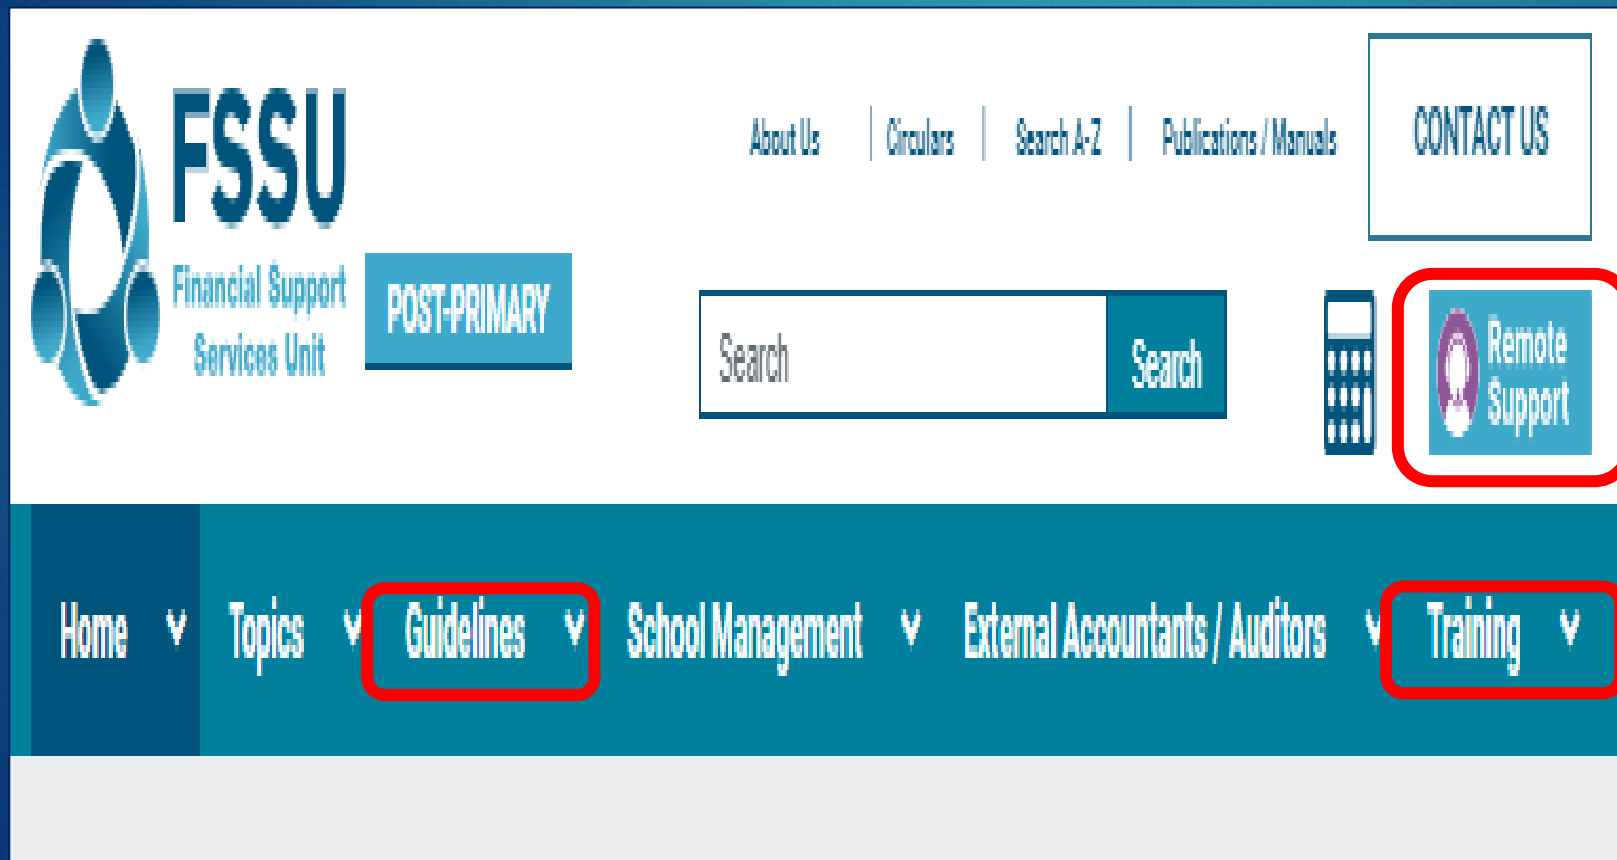 FSSU
Financial Support
Services Unit
POST-PRIMARY
About Us
Circulars
Search A-Z
Publications / Manuals
CONTACT US
Search
Search
Remote
Support
Home
Topics
Guidelines
School Management
External Accountants / Auditors
Training